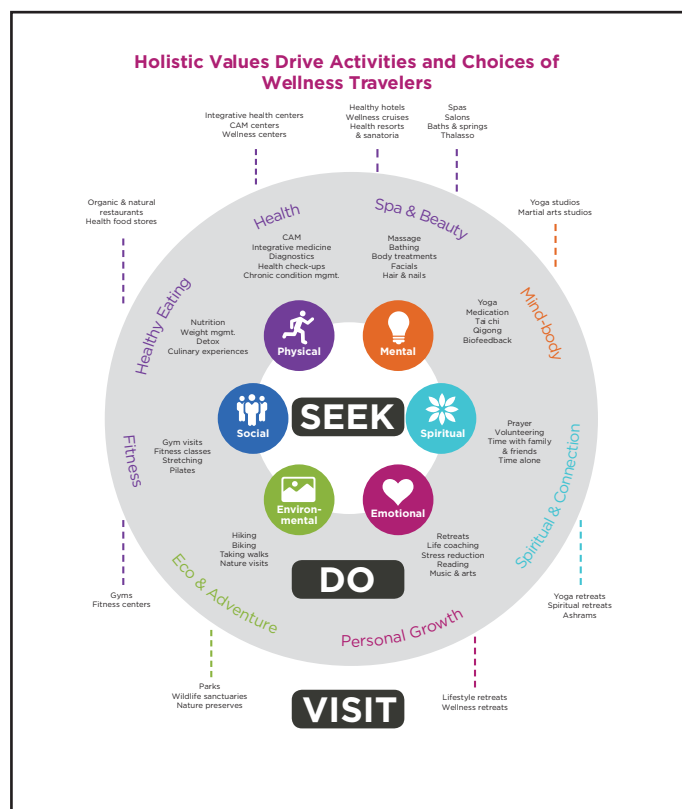 Holistic Values Drive Activities and Choices of
Wellness Travelers
Integrative health centers
CAM centers
Wellness centers
Healthy hotels
Wellness cruises
Health resorts
& sanatoria
Spas
Salons
Baths & springs
Thalasso
Organic & natural
restaurants
Health food stores
Yoga studios
Martial arts studios
Health
Spa & Beauty
CAM
Integrative medicine
Diagnostics
Health check-ups
Chronic condition mgmt.
Massage
Bathing
Body treatments
Facials
Hair & nails
Healthy Eating
Mind-body
Nutrition
Weight mgmt.
Detox
Culinary experiences
Yoga
Medication
Tai chi
Qigong
Biofeedback
Physical
Mental
Social
SEEK
Spiritual
Fitness
Gym visits
Fitness classes
Stretching
Pilates
Prayer
Volunteering
Time with family
& friends
Time alone
Spiritual & Connection
Environ-
mental
Emotional
Hiking
Biking
Taking walks
Nature visits
Retreats
Life coaching
Stress reduction
Reading
Music & arts
DO
Eco & Adventure
Personal Growth
Gyms
Fitness centers
Yoga retreats
Spiritual retreats
Ashrams
Parks
Wildlife sanctuaries
Nature preserves
VISIT
Lifestyle retreats
Wellness retreats